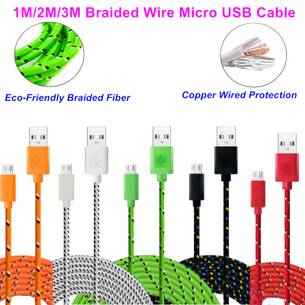 1M/2M/3M Braided Wire Micro USB Cable
Eco-Friendly Braided Fiber
Copper Wired Protection